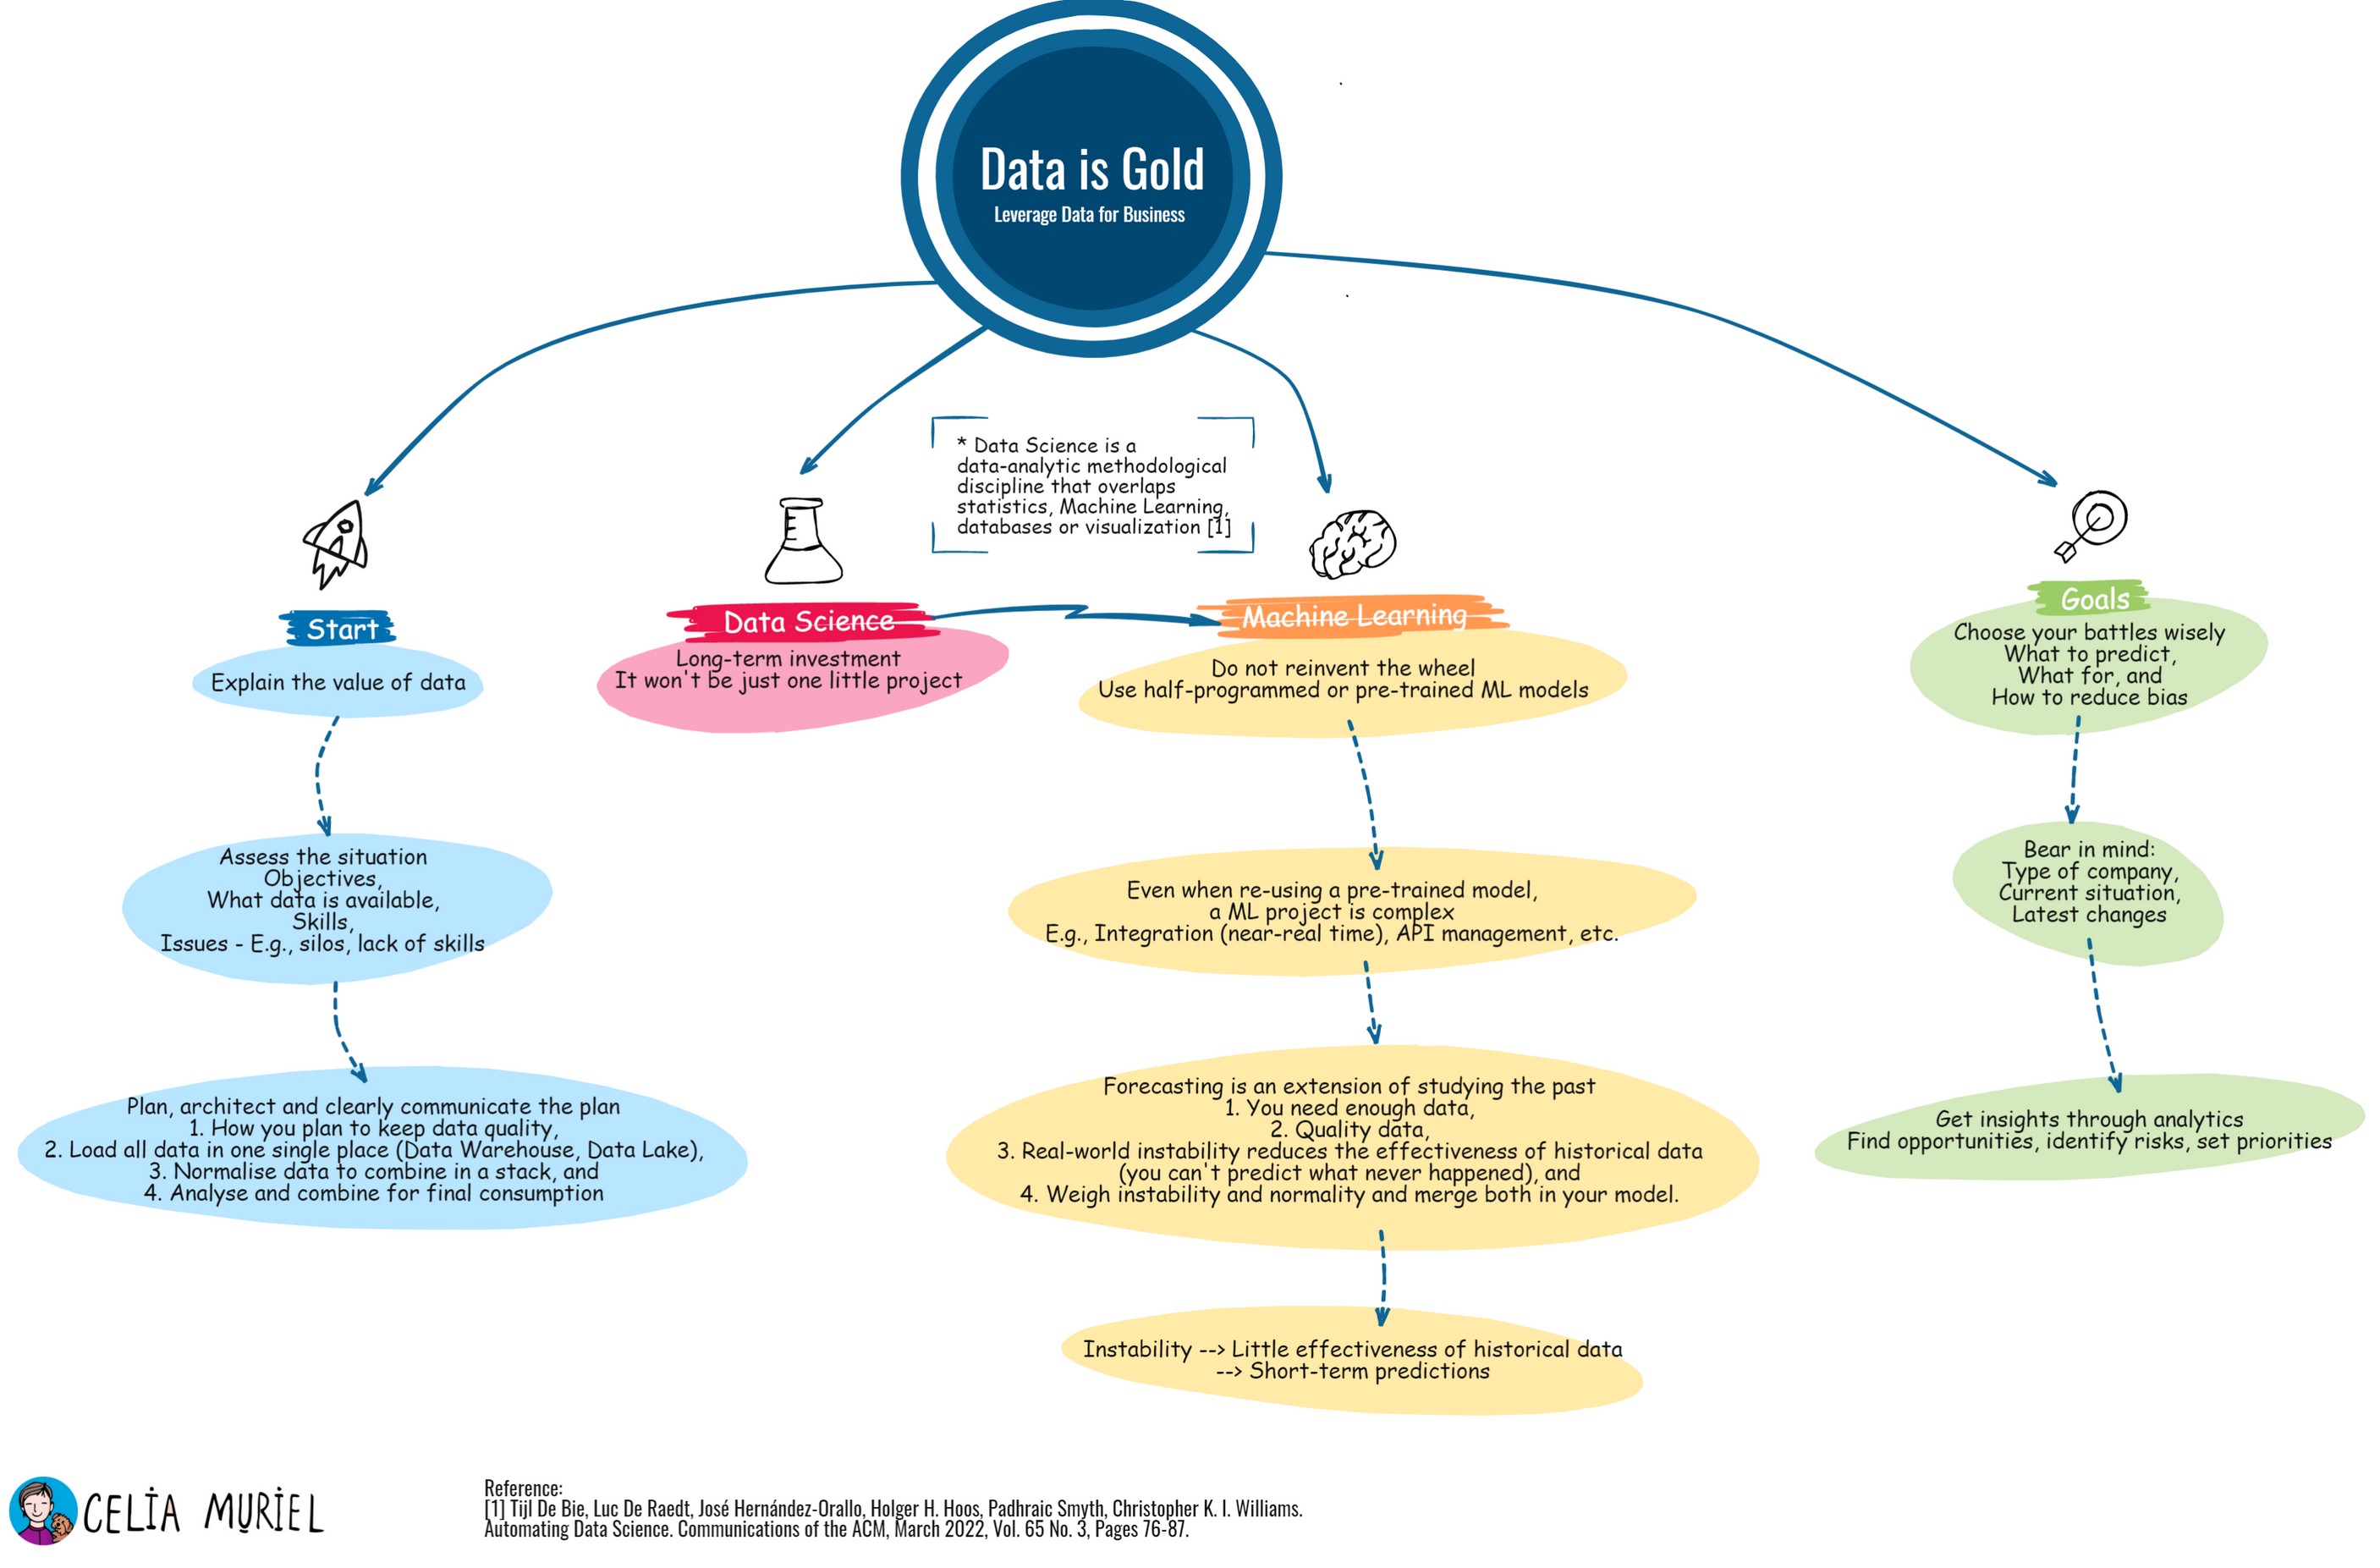 Data is Gold
Leverage Data for Business
* Data Science is a
data-analytic methodological
discipline that overlaps
statistics, Machine Learning,
databases or visualization [1]
Start
Explain the value of data
Assess the situation
Objectives,
What data is available,
Skills,
Issues - E.g., silos, lack of skills
Plan, architect and clearly communicate the plan
1. How you plan to keep data quality,
2. Load all data in one single place (Data Warehouse, Data Lake),
3. Normalise data to combine in a stack, and
4. Analyse and combine for final consumption
Data Science
Long-term investment
It won't be just one little project
Machine Learning
Do not reinvent the wheel
Use half-programmed or pre-trained ML models
Even when re-using a pre-trained model,
a ML project is complex
E.g., Integration (near-real time), API management, etc.
Forecasting is an extension of studying the past
1. You need enough data,
2. Quality data,
3. Real-world instability reduces the effectiveness of historical data
(you can't predict what never happened), and
4. Weigh instability and normality and merge both in your model.
Instability --> Little effectiveness of historical data
--> Short-term predictions
Goals
Choose your battles wisely
What to predict,
What for, and
How to reduce bias
Bear in mind:
Type of company,
Current situation,
Latest changes
Get insights through analytics
Find opportunities, identify risks, set priorities
CELIA MURIEL
Reference:
[1] Tijl De Bie, Luc De Raedt, José Hernández-Orallo, Holger H. Hoos, Padhraic Smyth, Christopher K. I. Williams.
Automating Data Science. Communications of the ACM, March 2022, Vol. 65 No. 3, Pages 76-87.